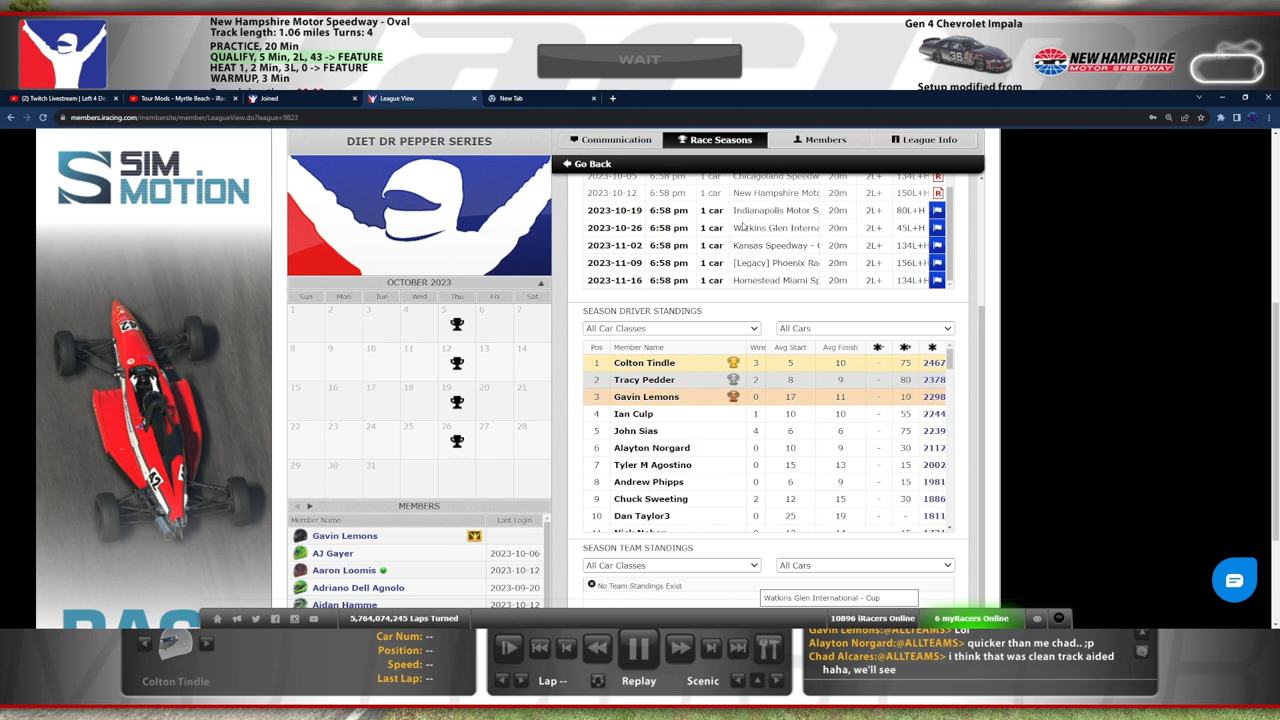 New Hampshire Motor Speedway - Oval
Track length: 1.06 miles Turns: 4
PRACTICE, 20 Min
QUALIFY, 5 Min, 2L, 43 -> FEATURE
HEAT 1, 2 Min, 3L, 0 -> FEATURE
WARMUP, 3 Min
WAIT
Gen 4 Chevrolet Impala
NEW HAMPSHIRE
MOTOR SPEEDWAY
Setup modified from
(2) Twitch Livestream | Left 4 De
Tour Mods - Myrtle Beach - iRac
Joined
League View
New Tab
members.iracing.com/membersite/member/LeagueView.do?league=9823
SIM
MOTION
DIET DR PEPPER SERIES
Communication
Race Seasons
Members
League Info
Go Back
2023-10-05 6:58 pm 1 car Chicagoland Speedw 20m 2L+ 134L+H R
2023-10-12 6:58 pm 1 car New Hampshire Moto 20m 2L+ 150L+H R
2023-10-19 6:58 pm 1 car Indianapolis Motor S 20m 2L+ 80L+H
2023-10-26 6:58 pm 1 car Watkins Glen Interna 20m 2L+ 45L+H
2023-11-02 6:58 pm 1 car Kansas Speedway - 20m 2L+ 134L+H
2023-11-09 6:58 pm 1 car [Legacy] Phoenix Ra 20m 2L+ 156L+H
2023-11-16 6:58 pm 1 car Homestead Miami Sp 20m 2L+ 134L+H
OCTOBER 2023
Sun Mon Tue Wed Thu Fri Sat
1 2 3 4 5 6 7
8 9 10 11 12 13 14
15 16 17 18 19 20 21
22 23 24 25 26 27 28
29 30 31
SEASON DRIVER STANDINGS
All Car Classes
All Cars
Pos Member Name Wins Avg Start Avg Finish
1 Colton Tindle 3 5 10 - 75 2467
2 Tracy Pedder 2 8 9 - 80 2378
3 Gavin Lemons 0 17 11 - 10 2298
4 Ian Culp 1 10 10 - 55 2244
5 John Sias 4 6 6 - 75 2239
6 Alayton Norgard 0 10 9 - 30 2112
7 Tyler M Agostino 0 15 13 - 15 2002
8 Andrew Phipps 0 6 9 - 15 1981
9 Chuck Sweeting 2 12 15 - 30 1886
10 Dan Taylor3 0 25 19 - - 1811
SEASON TEAM STANDINGS
All Car Classes
All Cars
No Team Standings Exist
Watkins Glen International - Cup
MEMBERS
Member Name Last Login
Gavin Lemons
AJ Gayer 2023-10-06
Aaron Loomis 2023-10-12
Adriano Dell Agnolo 2023-09-20
Aidan Hamme 2023-10-12
5,764,074,245 Laps Turned
10896 iRacers Online
6 myRacers Online
Car Num: --
Position: --
Speed: --
Last Lap: --
Colton Tindle
Lap --
Replay
Scenic
Gavin Lemons:@ALLTEAMS> Lol
Alayton Norgard:@ALLTEAMS> quicker than me chad.. ;p
Chad Alcares:@ALLTEAMS> i think that was clean track aided
haha, we'll see